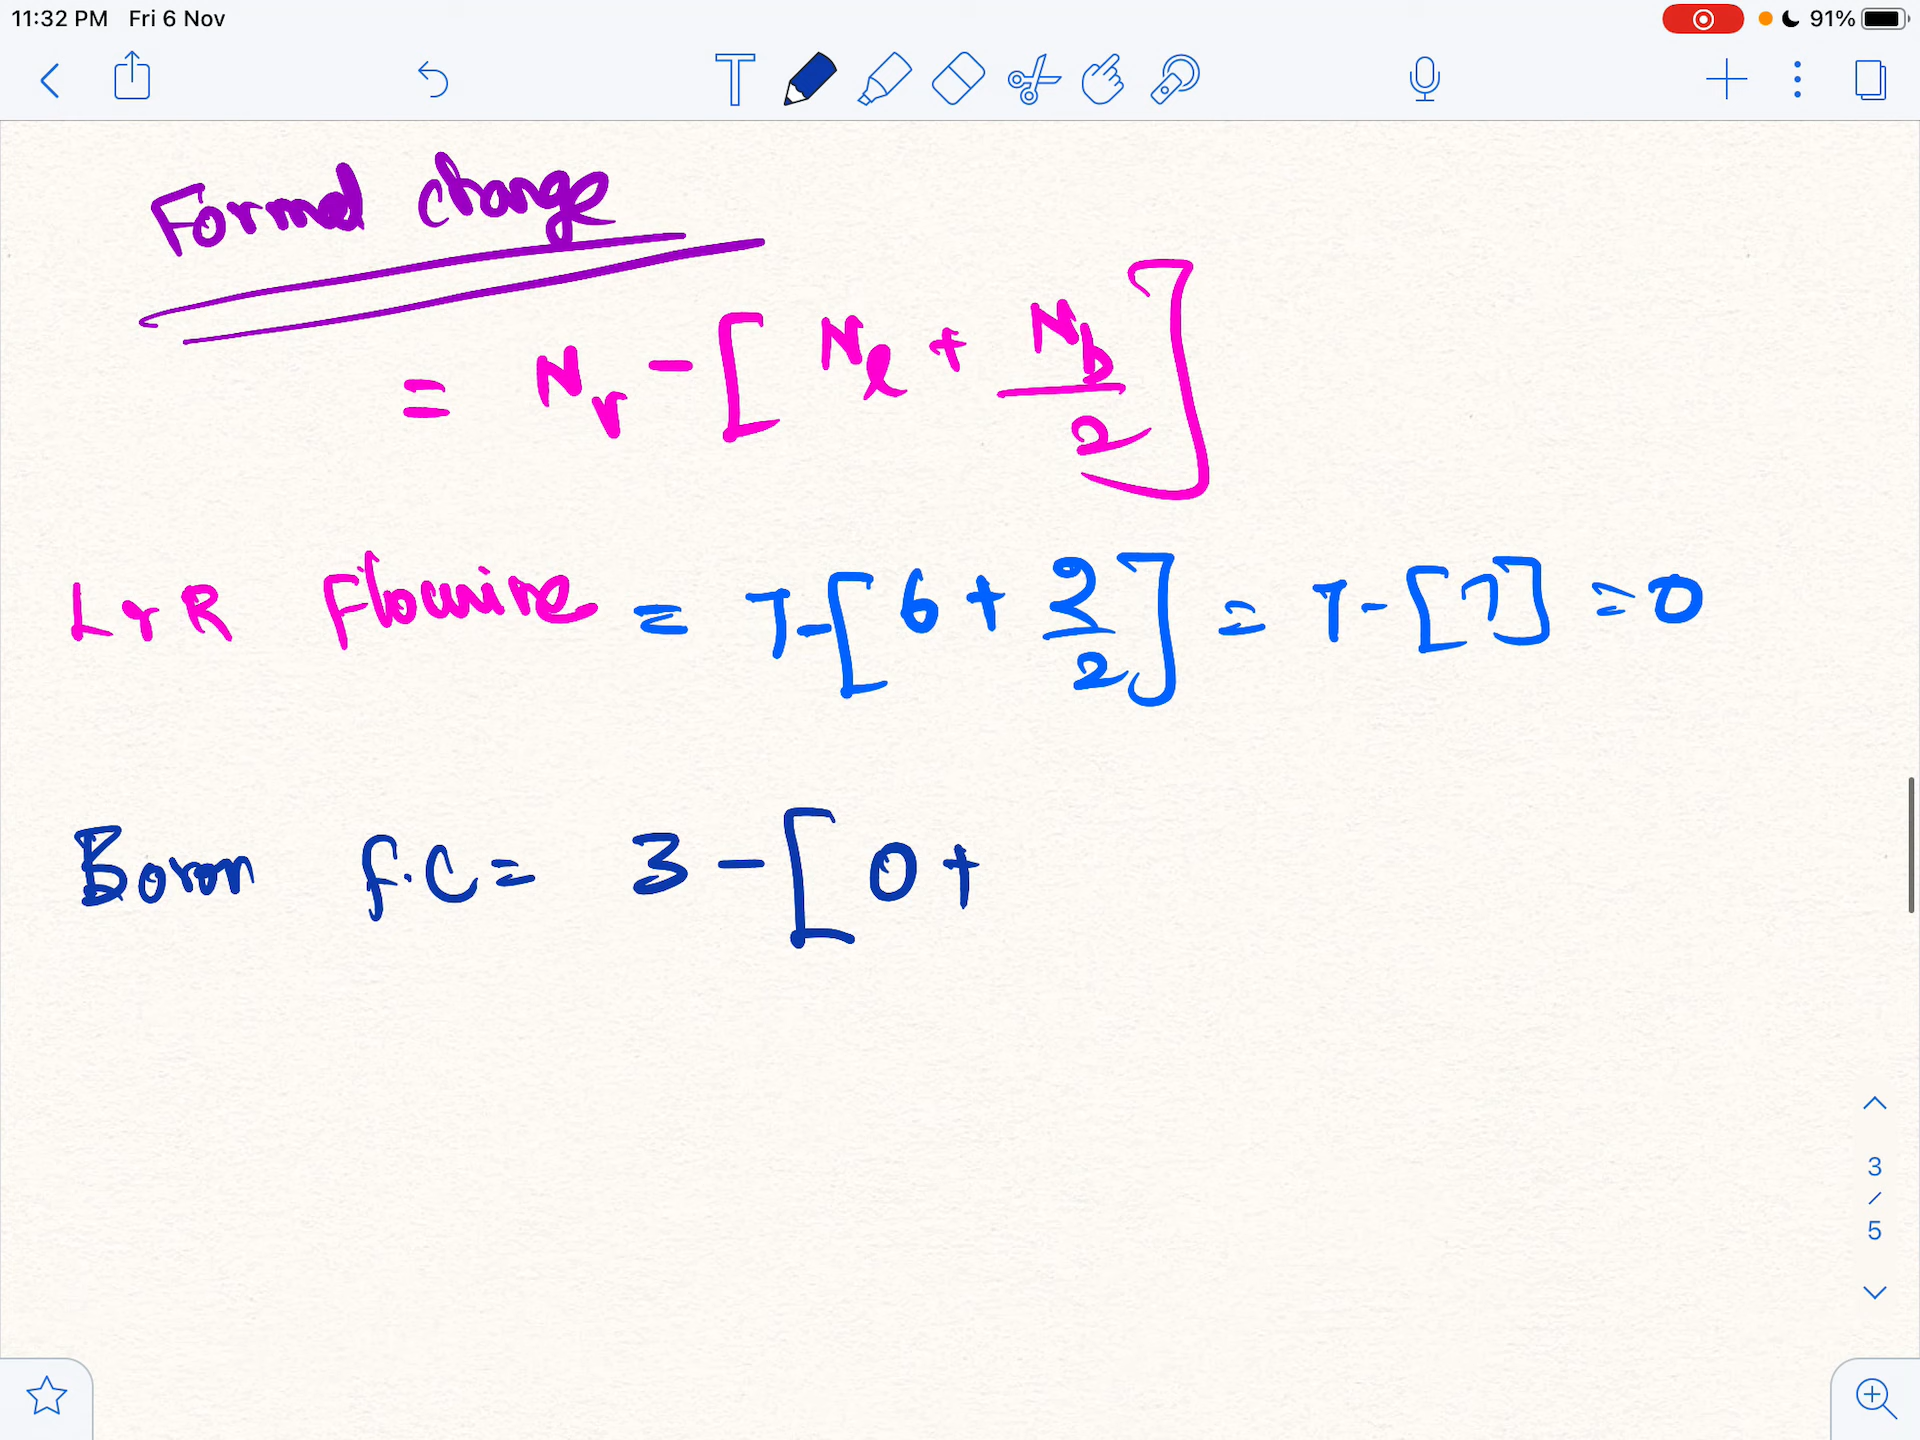 11:32 PM Fri 6 Nov 91%
T
Formal charge
= Nv - [ Nl + Nb/2 ]
L & R Flourine = 7 - [ 6 + 2/2 ] = 7 - [7] = 0
Boron f.C = 3 - [ 0 +
3
/
5